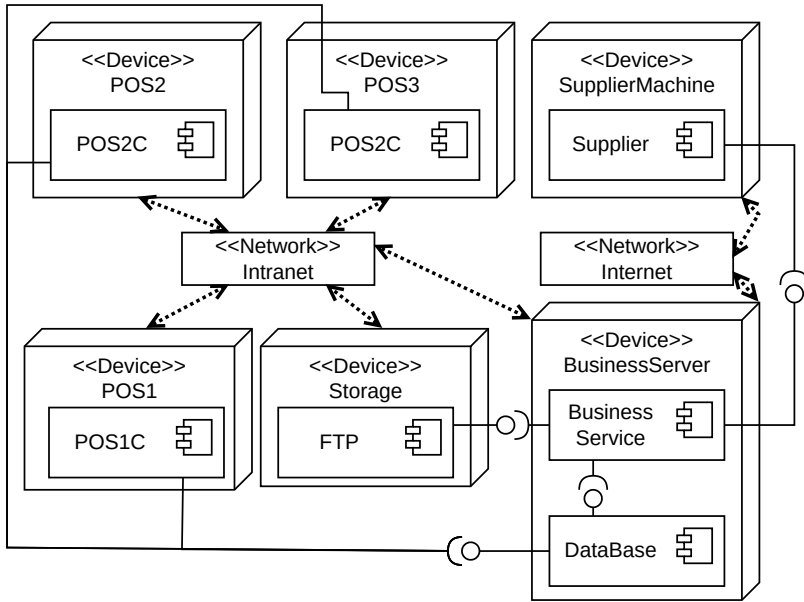 <<Device>>
POS2
POS2C
<<Device>>
POS3
POS2C
<<Device>>
SupplierMachine
Supplier
<<Network>>
Intranet
<<Network>>
Internet
<<Device>>
POS1
POS1C
<<Device>>
Storage
FTP
<<Device>>
BusinessServer
Business
Service
DataBase